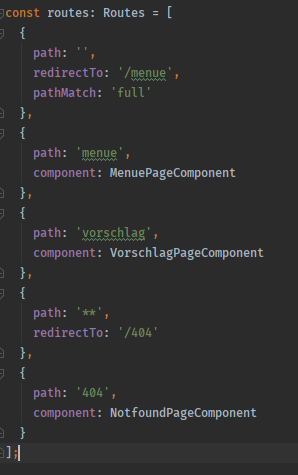 const routes: Routes = [
  {
    path: '',
    redirectTo: '/menue',
    pathMatch: 'full'
  },
  {
    path: 'menue',
    component: MenuePageComponent
  },
  {
    path: 'vorschlag',
    component: VorschlagPageComponent
  },
  {
    path: '**',
    redirectTo: '/404'
  },
  {
    path: '404',
    component: NotfoundPageComponent
  }
];